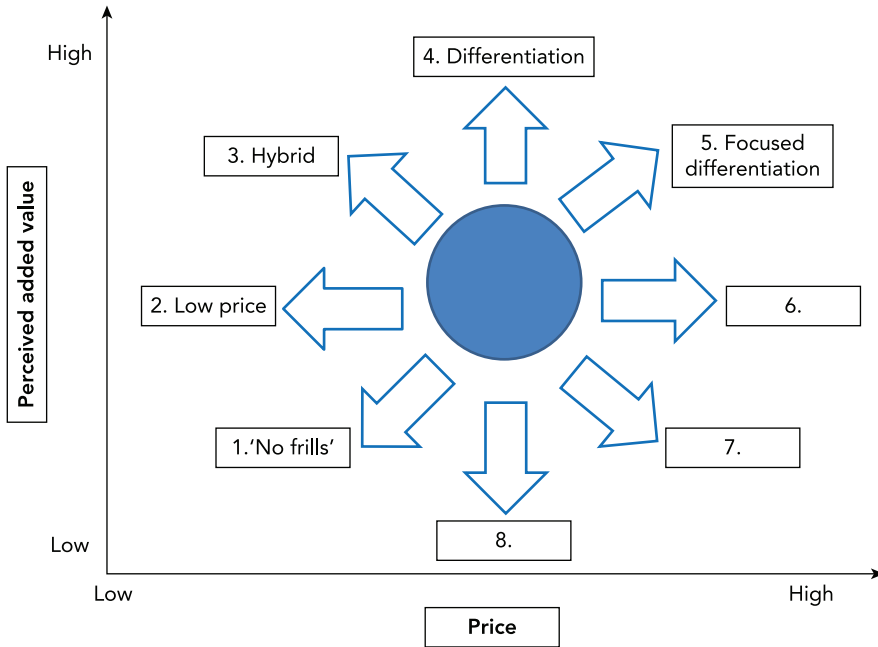 High
4. Differentiation
3. Hybrid
5. Focused
differentiation
Perceived added value
2. Low price
6.
1.‘No frills’
7.
8.
Low
Low
High
Price